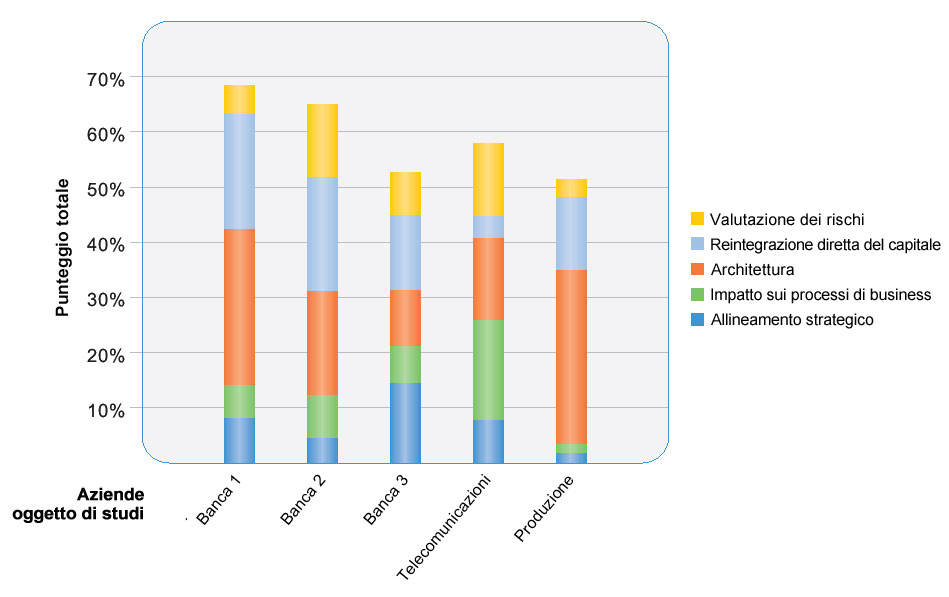 70%
60%
50%
40%
30%
20%
10%
Punteggio totale
Valutazione dei rischi
Reintegrazione diretta del capitale
Architettura
Impatto sui processi di business
Allineamento strategico
Aziende
oggetto di studi
Banca 1
Banca 2
Banca 3
Telecomunicazioni
Produzione